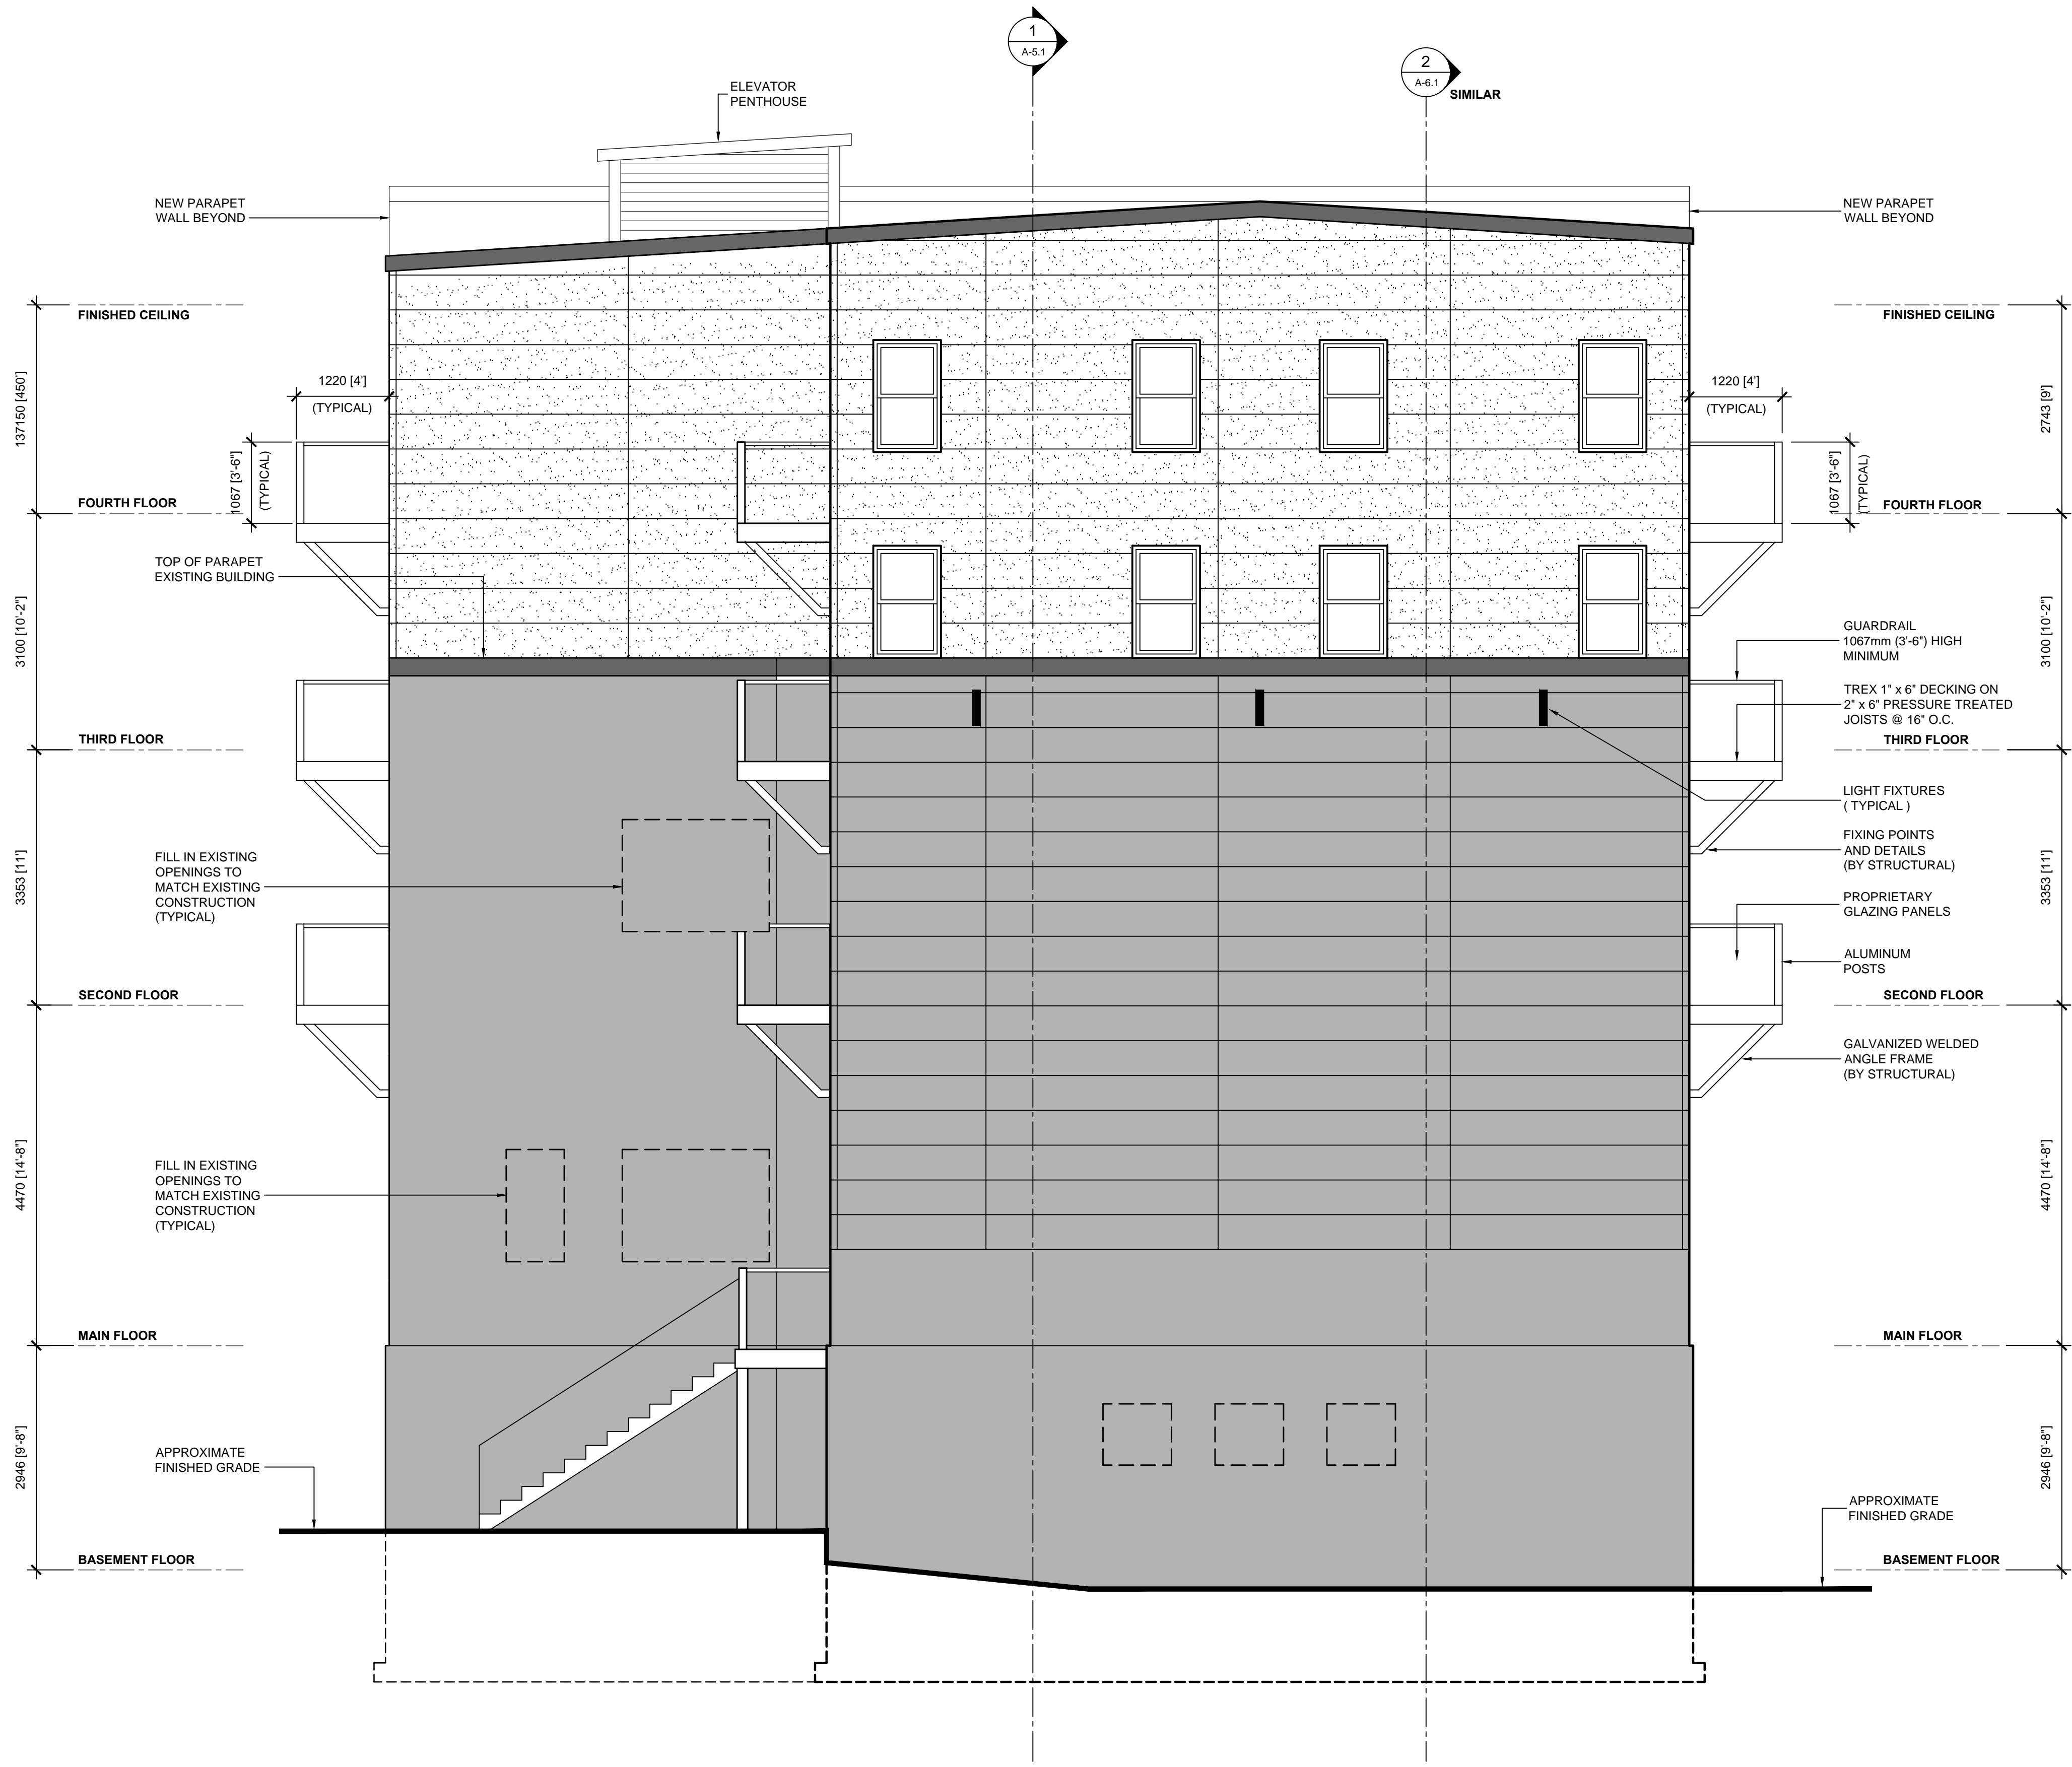 1
A-5.1
2
A-6.1
SIMILAR
ELEVATOR
PENTHOUSE
NEW PARAPET
WALL BEYOND
NEW PARAPET
WALL BEYOND
FINISHED CEILING
FINISHED CEILING
137150 [450']
1220 [4']
(TYPICAL)
1220 [4']
(TYPICAL)
2743 [9']
1067 [3'-6"]
(TYPICAL)
1067 [3'-6"]
(TYPICAL)
FOURTH FLOOR
FOURTH FLOOR
TOP OF PARAPET
EXISTING BUILDING
3100 [10'-2"]
3100 [10'-2"]
GUARDRAIL
1067mm (3'-6") HIGH
MINIMUM
TREX 1" x 6" DECKING ON
2" x 6" PRESSURE TREATED
JOISTS @ 16" O.C.
THIRD FLOOR
THIRD FLOOR
LIGHT FIXTURES
( TYPICAL )
FIXING POINTS
AND DETAILS
(BY STRUCTURAL)
FILL IN EXISTING
OPENINGS TO
MATCH EXISTING
CONSTRUCTION
(TYPICAL)
3353 [11']
3353 [11']
PROPRIETARY
GLAZING PANELS
ALUMINUM
POSTS
SECOND FLOOR
SECOND FLOOR
GALVANIZED WELDED
ANGLE FRAME
(BY STRUCTURAL)
FILL IN EXISTING
OPENINGS TO
MATCH EXISTING
CONSTRUCTION
(TYPICAL)
4470 [14'-8"]
4470 [14'-8"]
MAIN FLOOR
MAIN FLOOR
2946 [9'-8"]
2946 [9'-8"]
APPROXIMATE
FINISHED GRADE
APPROXIMATE
FINISHED GRADE
BASEMENT FLOOR
BASEMENT FLOOR